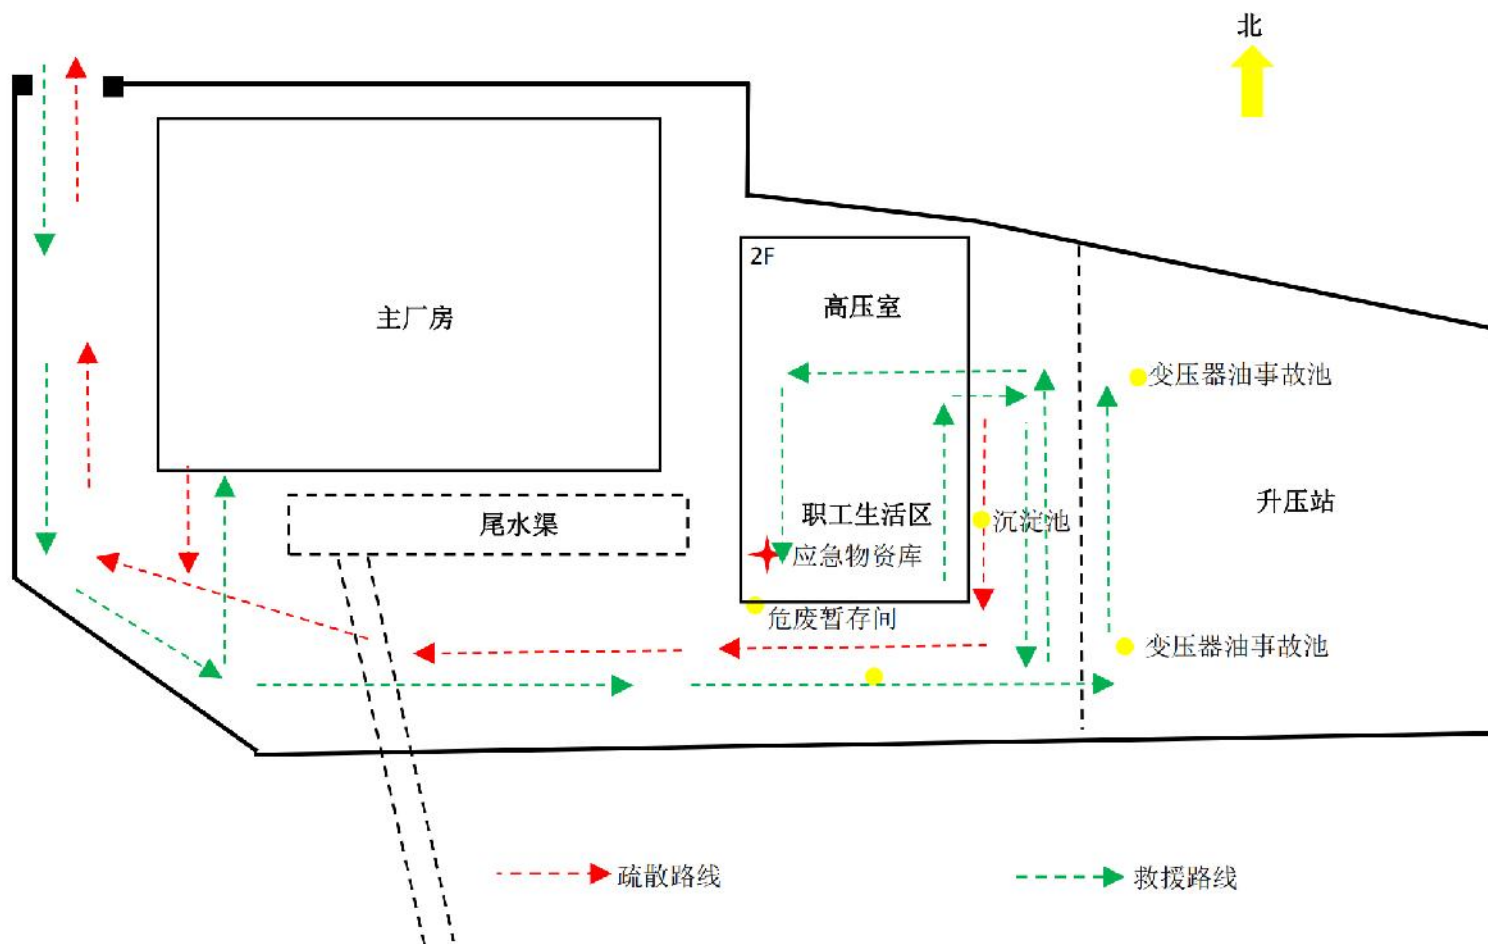 北
2F
高压室
主厂房
变压器油事故池
升压站
职工生活区
沉淀池
尾水渠
应急物资库
危废暂存间
变压器油事故池
疏散路线
救援路线